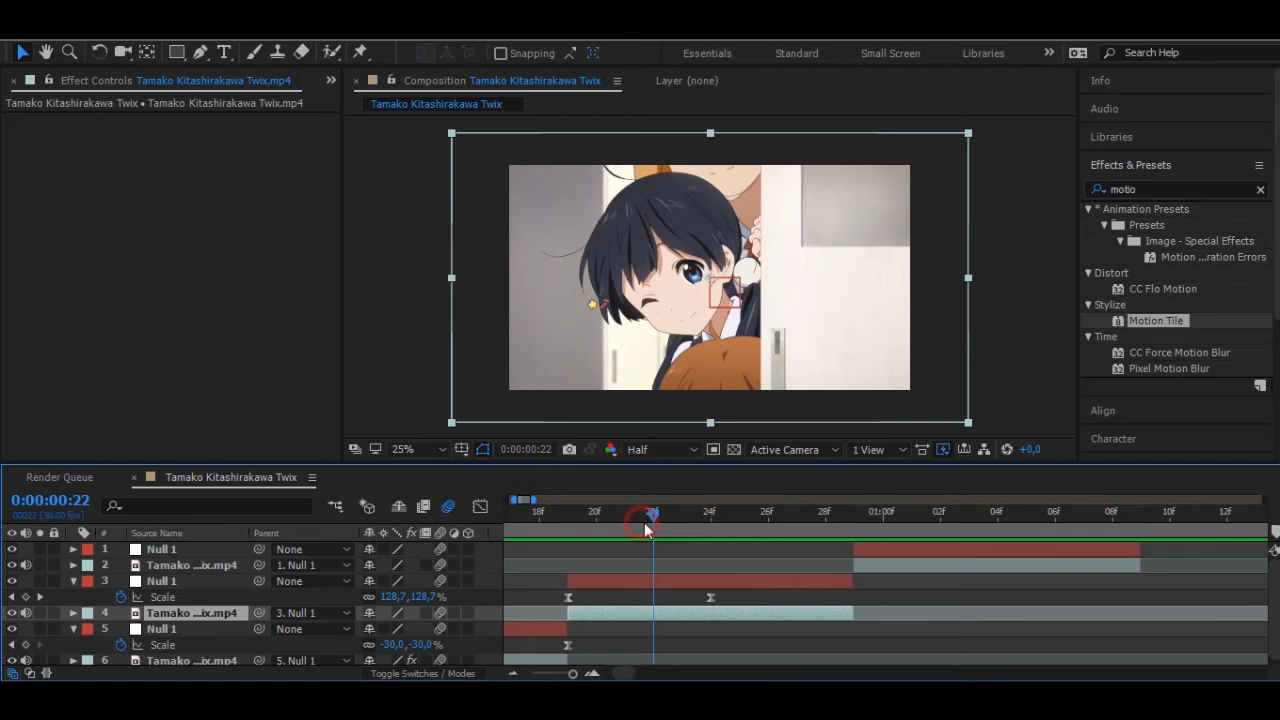 Snapping
Essentials
Standard
Small Screen
Libraries
Search Help
Effect Controls Tamako Kitashirakawa Twix.mp4
Composition Tamako Kitashirakawa Twix
Layer (none)
Info
Tamako Kitashirakawa Twix • Tamako Kitashirakawa Twix.mp4
Tamako Kitashirakawa Twix
Audio
Libraries
Effects & Presets
motio
* Animation Presets
Presets
Image - Special Effects
Motion ...ration Errors
Distort
CC Flo Motion
Stylize
Motion Tile
Time
CC Force Motion Blur
Pixel Motion Blur
Align
Character
25%
0:00:00:22
Half
Active Camera
1 View
+0,0
Render Queue
Tamako Kitashirakawa Twix
0:00:00:22
00022 (30.00 fps)
18f
20f
24f
26f
28f
01:00f
02f
04f
06f
08f
10f
12f
#
Source Name
Parent
fx
1
Null 1
None
2
Tamako ...ix.mp4
1. Null 1
3
Null 1
None
Scale
128,7,128,7%
4
Tamako ...ix.mp4
3. Null 1
5
Null 1
None
Scale
-30,0,-30,0%
6
Tamako ...ix.mp4
5. Null 1
fx
Toggle Switches / Modes